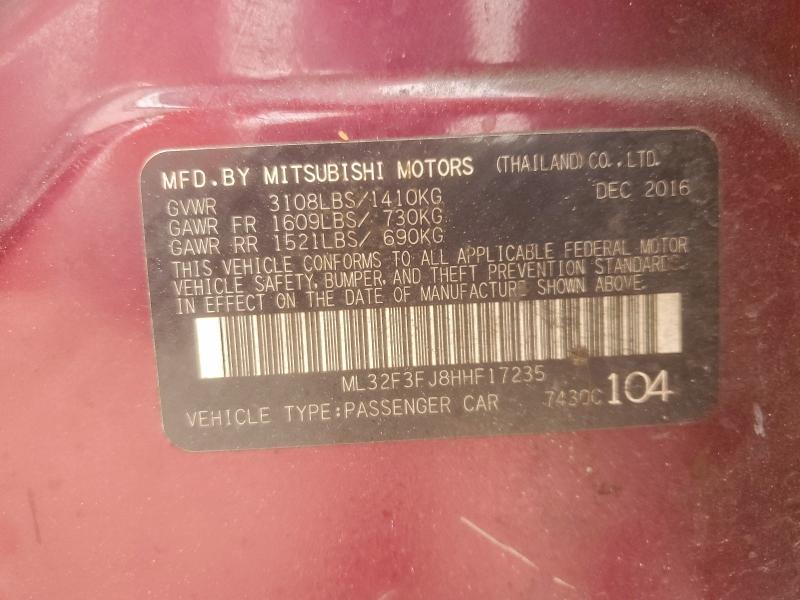 MFD.BY MITSUBISHI MOTORS (THAILAND) CO.,LTD.
GVWR 3108LBS/1410KG DEC 2016
GAWR FR 1609LBS/ 730KG
GAWR RR 1521LBS/ 690KG
THIS VEHICLE CONFORMS TO ALL APPLICABLE FEDERAL MOTOR
VEHICLE SAFETY, BUMPER, AND THEFT PREVENTION STANDARDS
IN EFFECT ON THE DATE OF MANUFACTURE SHOWN ABOVE.
ML32F3FJ8HHF17235
VEHICLE TYPE:PASSENGER CAR 7430C 104